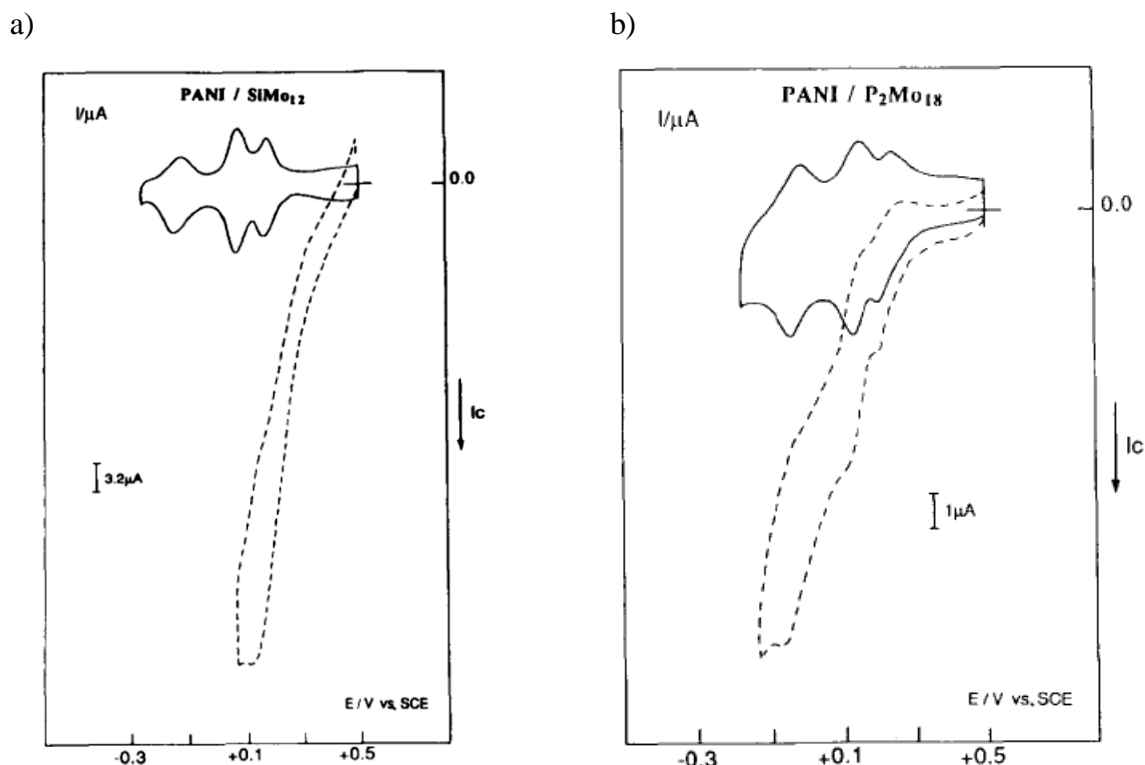 a)
PANI / SiMo₁₂
I/μA
0.0
Ic
3.2μA
E / V vs, SCE
-0.3 +0.1 +0.5
b)
PANI / P₂Mo₁₈
I/μA
0.0
Ic
1μA
E / V vs, SCE
-0.3 +0.1 +0.5